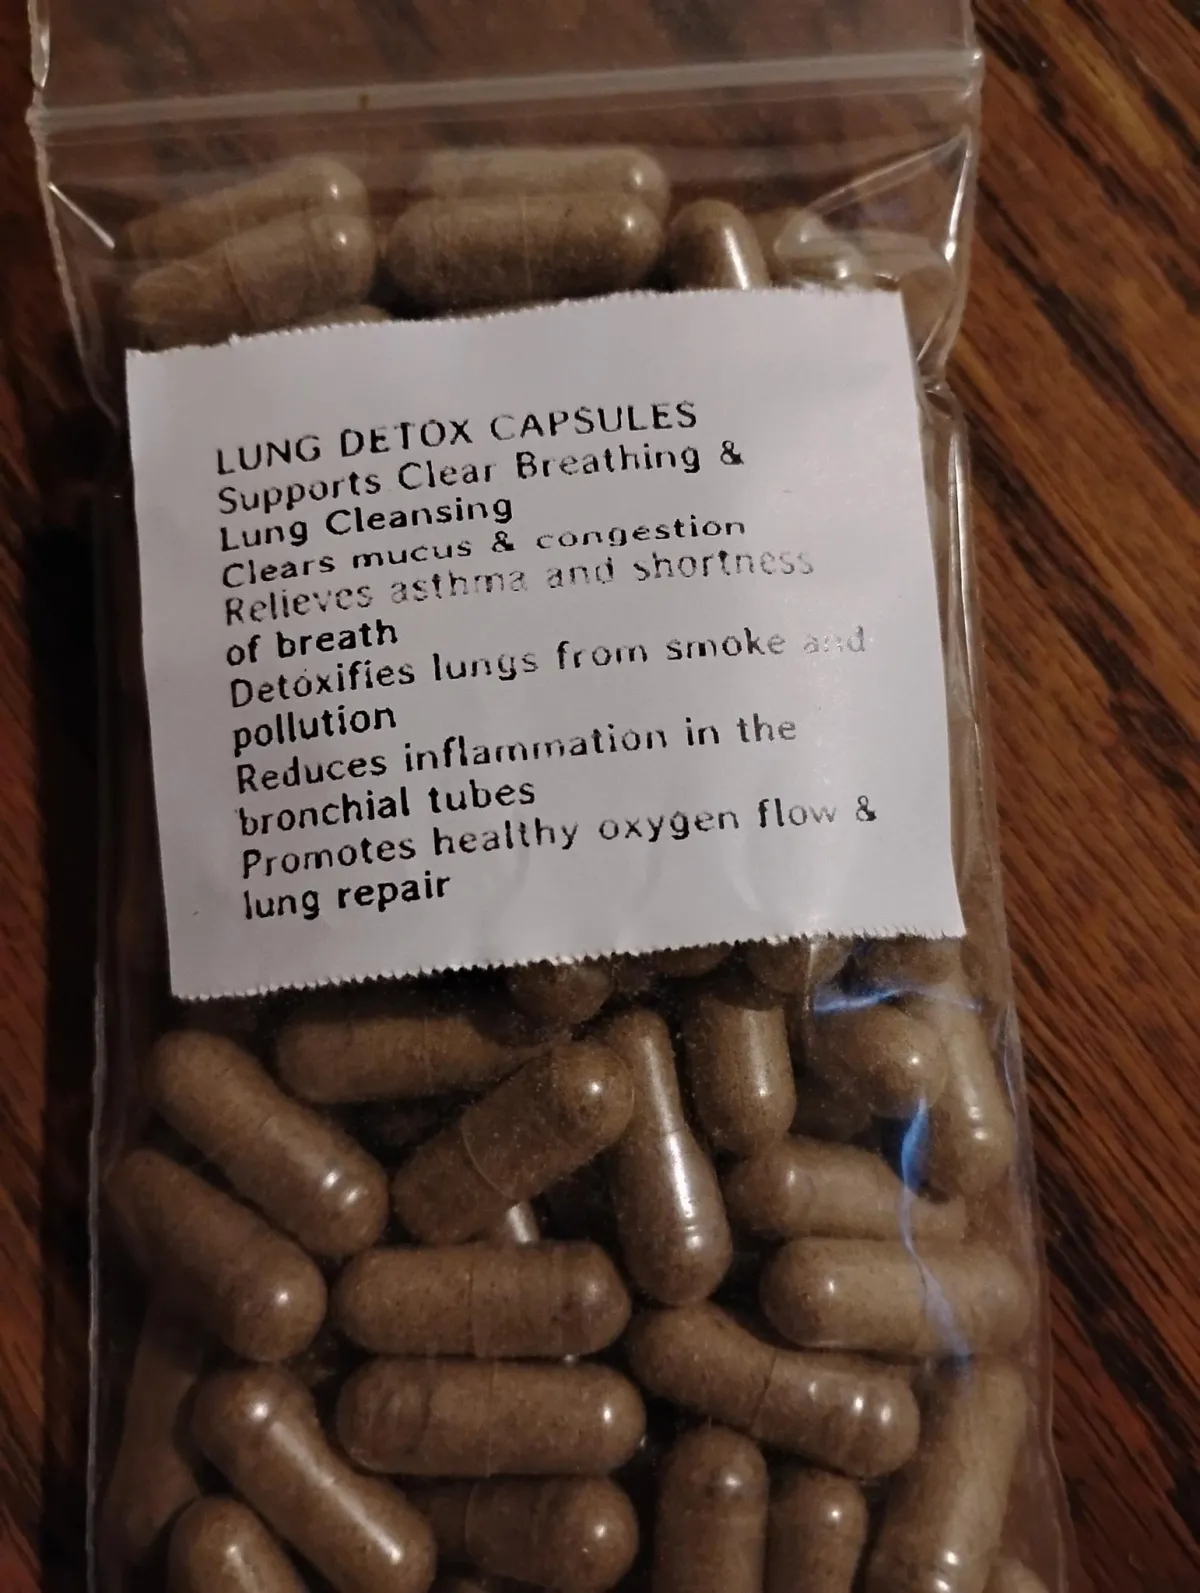 LUNG DETOX CAPSULES
Supports Clear Breathing &
Lung Cleansing
Clears mucus & congestion
Relieves asthma and shortness
of breath
Detoxifies lungs from smoke and
pollution
Reduces inflammation in the
bronchial tubes
Promotes healthy oxygen flow &
lung repair